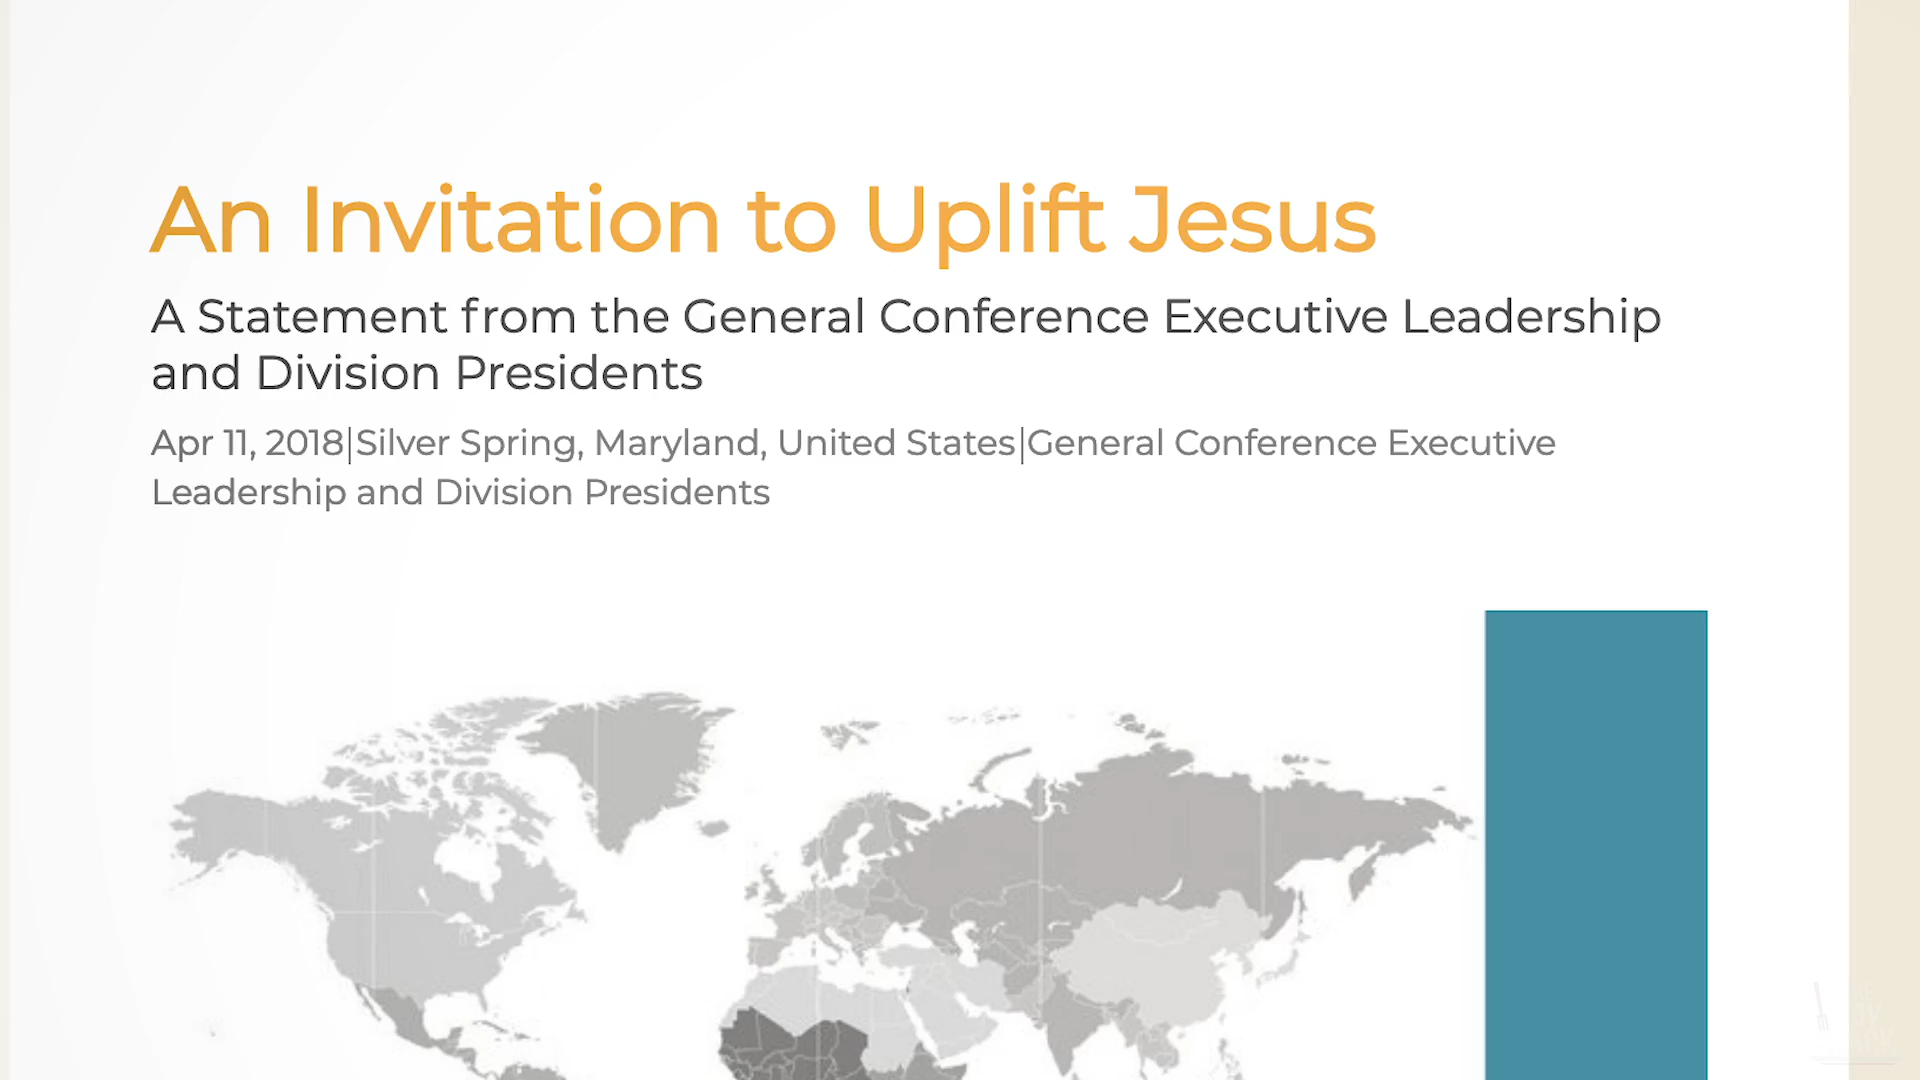 An Invitation to Uplift Jesus
A Statement from the General Conference Executive Leadership
and Division Presidents
Apr 11, 2018|Silver Spring, Maryland, United States|General Conference Executive
Leadership and Division Presidents